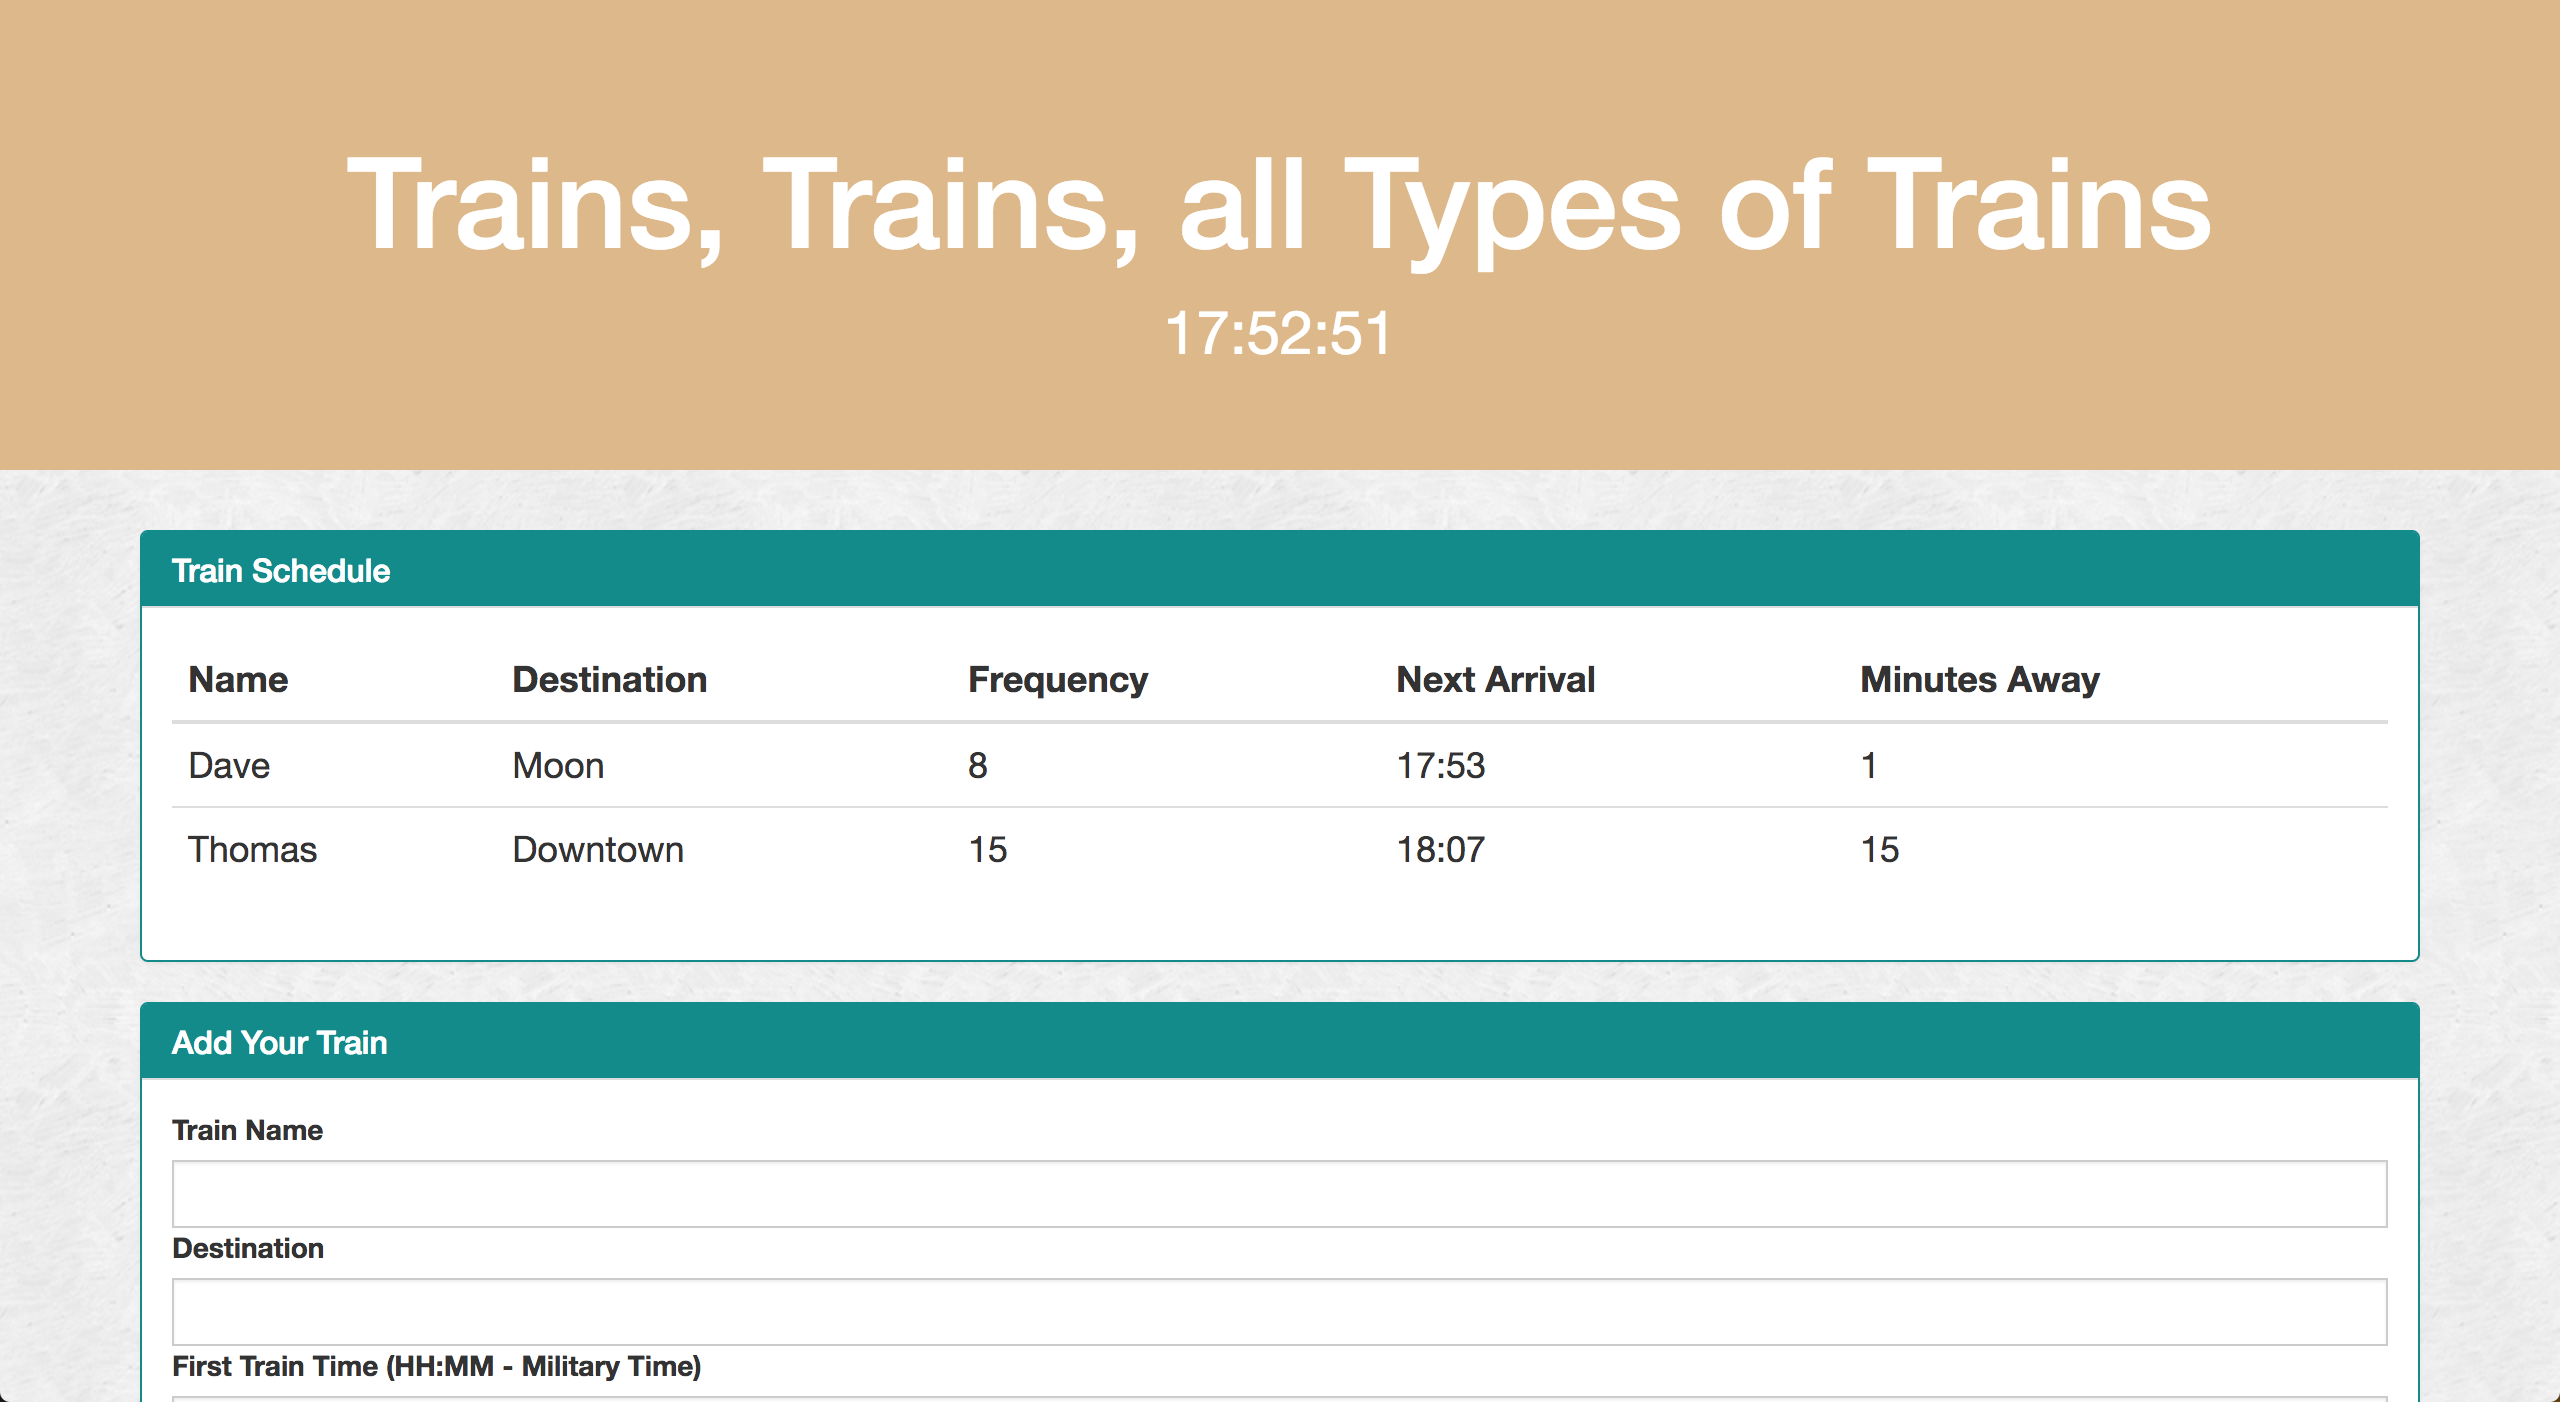 Trains, Trains, all Types of Trains
17:52:51
Train Schedule
Name Destination Frequency Next Arrival Minutes Away
Dave Moon 8 17:53 1
Thomas Downtown 15 18:07 15
Add Your Train
Train Name
Destination
First Train Time (HH:MM - Military Time)